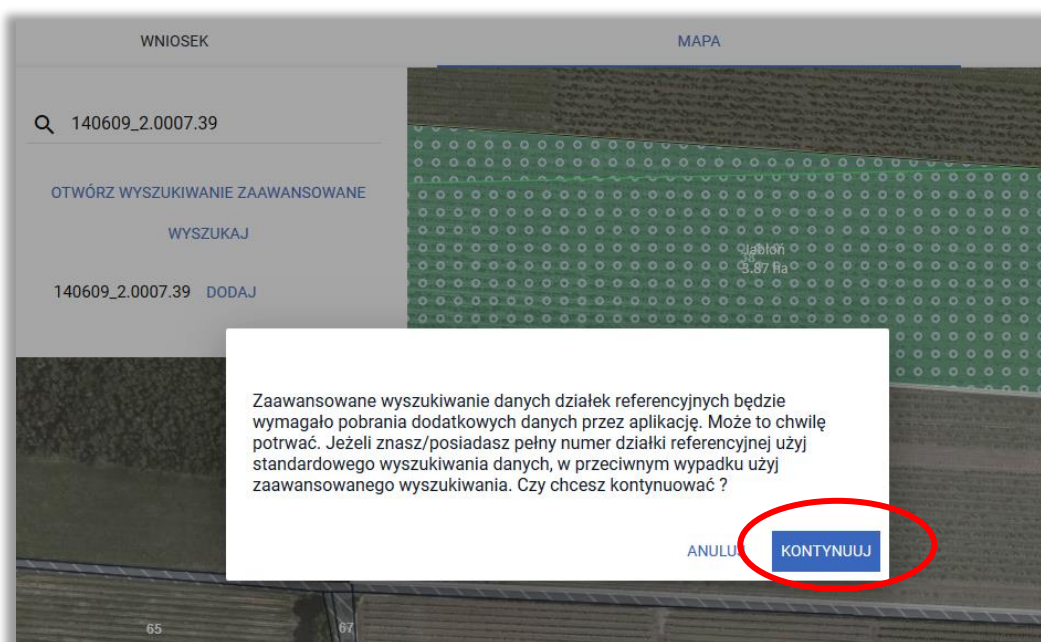 WNIOSEK
MAPA
140609_2.0007.39
OTWÓRZ WYSZUKIWANIE ZAAWANSOWANE
WYSZUKAJ
140609_2.0007.39 DODAJ
Jabłoń
38
3.87 ha
Zaawansowane wyszukiwanie danych działek referencyjnych będzie
wymagało pobrania dodatkowych danych przez aplikację. Może to chwilę
potrwać. Jeżeli znasz/posiadasz pełny numer działki referencyjnej użyj
standardowego wyszukiwania danych, w przeciwnym wypadku użyj
zaawansowanego wyszukiwania. Czy chcesz kontynuować ?
ANULUJ
KONTYNUUJ
65
67